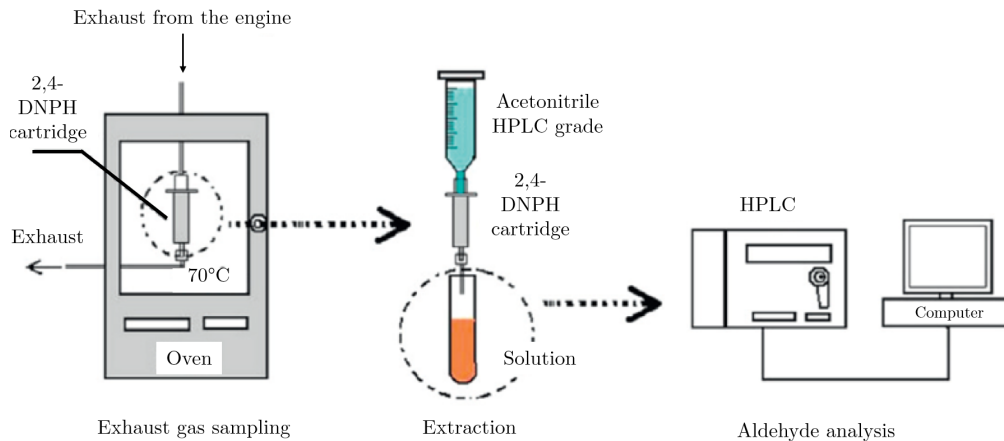 Exhaust from the engine
2,4-
DNPH
cartridge
Exhaust
70°C
Oven
Exhaust gas sampling
Acetonitrile
HPLC grade
2,4-
DNPH
cartridge
Solution
Extraction
HPLC
Computer
Aldehyde analysis